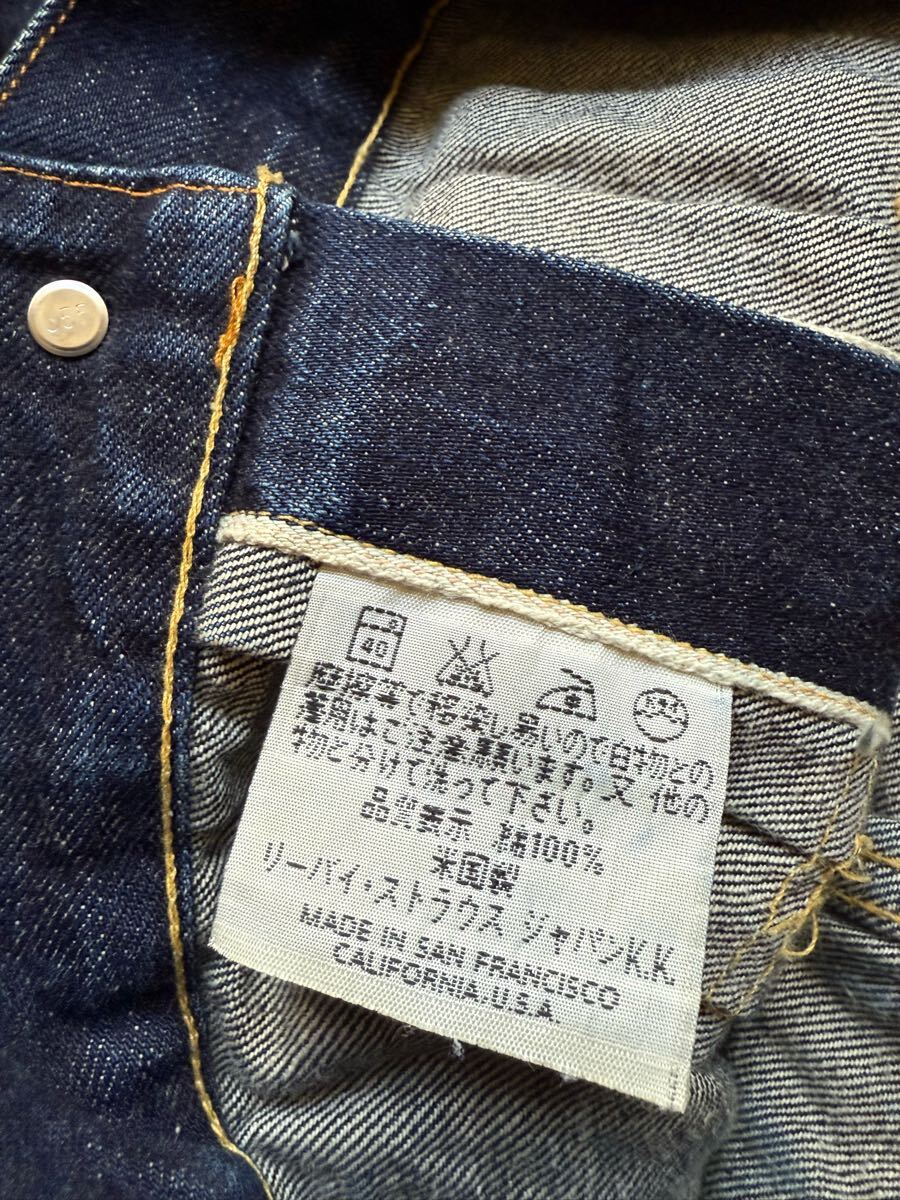 40
摩擦等で移染し易いので白物との
着用はご注意願います。又 他の
物と分けて洗って下さい。
品質表示 綿100%
米国製
リーバイ・ストラウス ジャパンK.K
MADE IN SAN FRANCISCO
CALIFORNIA.U.S.A.